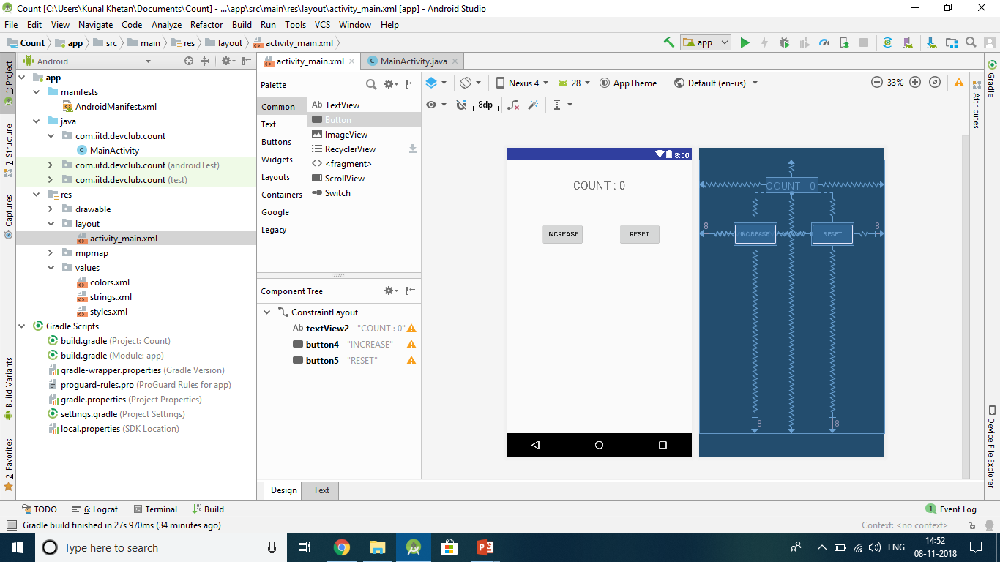 Count [C:\Users\Kunal Khetan\Documents\Count] - ...\app\src\main\res\layout\activity_main.xml [app] - Android Studio
File Edit View Navigate Code Analyze Refactor Build Run Tools VCS Window Help
Count app src main res layout activity_main.xml
app
1: Project
7: Structure
Captures
Build Variants
2: Favorites
Android
app
manifests
AndroidManifest.xml
java
com.iitd.devclub.count
MainActivity
com.iitd.devclub.count (androidTest)
com.iitd.devclub.count (test)
res
drawable
layout
activity_main.xml
mipmap
values
colors.xml
strings.xml
styles.xml
Gradle Scripts
build.gradle (Project: Count)
build.gradle (Module: app)
gradle-wrapper.properties (Gradle Version)
proguard-rules.pro (ProGuard Rules for app)
gradle.properties (Project Properties)
settings.gradle (Project Settings)
local.properties (SDK Location)
activity_main.xml MainActivity.java
Palette
Common
Text
Buttons
Widgets
Layouts
Containers
Google
Legacy
Ab TextView
Button
ImageView
RecyclerView
<fragment>
ScrollView
Switch
Component Tree
ConstraintLayout
Ab textView2 - "COUNT : 0"
button4 - "INCREASE"
button5 - "RESET"
Nexus 4 28 AppTheme Default (en-us) 33%
8dp
8:00
COUNT : 0
INCREASE RESET
COUNT : 0
8 8
INCREASE RESET
8 8
Gradle
Attributes
Device File Explorer
Design Text
TODO 6: Logcat Terminal Build 1 Event Log
Gradle build finished in 27s 970ms (34 minutes ago) Context: <no context>
Type here to search
ENG 14:52
08-11-2018